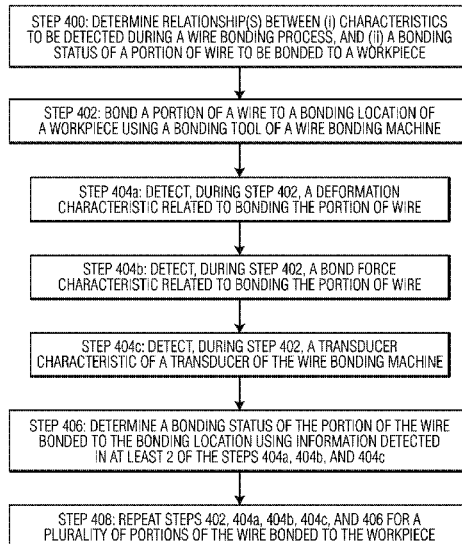 STEP 400: DETERMINE RELATIONSHIP(S) BETWEEN (i) CHARACTERISTICS
TO BE DETECTED DURING A WIRE BONDING PROCESS, AND (ii) A BONDING
STATUS OF A PORTION OF WIRE TO BE BONDED TO A WORKPIECE
STEP 402: BOND A PORTION OF A WIRE TO A BONDING LOCATION OF
A WORKPIECE USING A BONDING TOOL OF A WIRE BONDING MACHINE
STEP 404a: DETECT, DURING STEP 402, A DEFORMATION
CHARACTERISTIC RELATED TO BONDING THE PORTION OF WIRE
STEP 404b: DETECT, DURING STEP 402, A BOND FORCE
CHARACTERISTIC RELATED TO BONDING THE PORTION OF WIRE
STEP 404c: DETECT, DURING STEP 402, A TRANSDUCER
CHARACTERISTIC OF A TRANSDUCER OF THE WIRE BONDING MACHINE
STEP 406: DETERMINE A BONDING STATUS OF THE PORTION OF THE WIRE
BONDED TO THE BONDING LOCATION USING INFORMATION DETECTED
IN AT LEAST 2 OF THE STEPS 404a, 404b, AND 404c
STEP 408: REPEAT STEPS 402, 404a, 404b, 404c, AND 406 FOR A
PLURALITY OF PORTIONS OF THE WIRE BONDED TO THE WORKPIECE